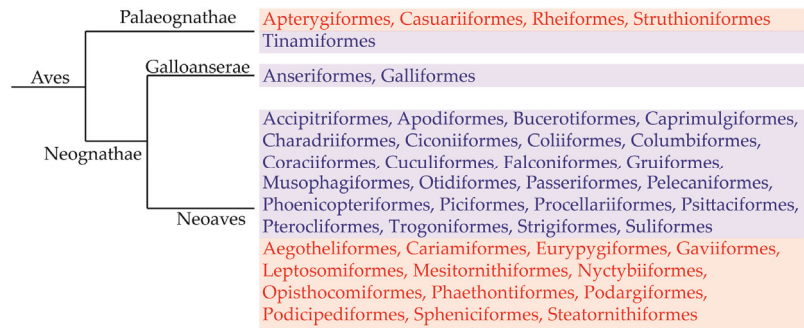 Palaeognathae
Apterygiformes, Casuariiformes, Rheiformes, Struthioniformes
Tinamiformes
Galloanserae
Aves
Anseriformes, Galliformes
Accipitriformes, Apodiformes, Bucerotiformes, Caprimulgiformes,
Charadriiformes, Ciconiiformes, Coliiformes, Columbiformes,
Neognathae
Coraciiformes, Cuculiformes, Falconiformes, Gruiformes,
Musophagiformes, Otidiformes, Passeriformes, Pelecaniformes,
Phoenicopteriformes, Piciformes, Procellariiformes, Psittaciformes,
Neoaves
Pterocliformes, Trogoniformes, Strigiformes, Suliformes
Aegotheliformes, Cariamiformes, Eurypygiformes, Gaviiformes,
Leptosomiformes, Mesitornithiformes, Nyctybiiformes,
Opisthocomiformes, Phaethontiformes, Podargiformes,
Podicipediformes, Sphenciformes, Steatornithiformes